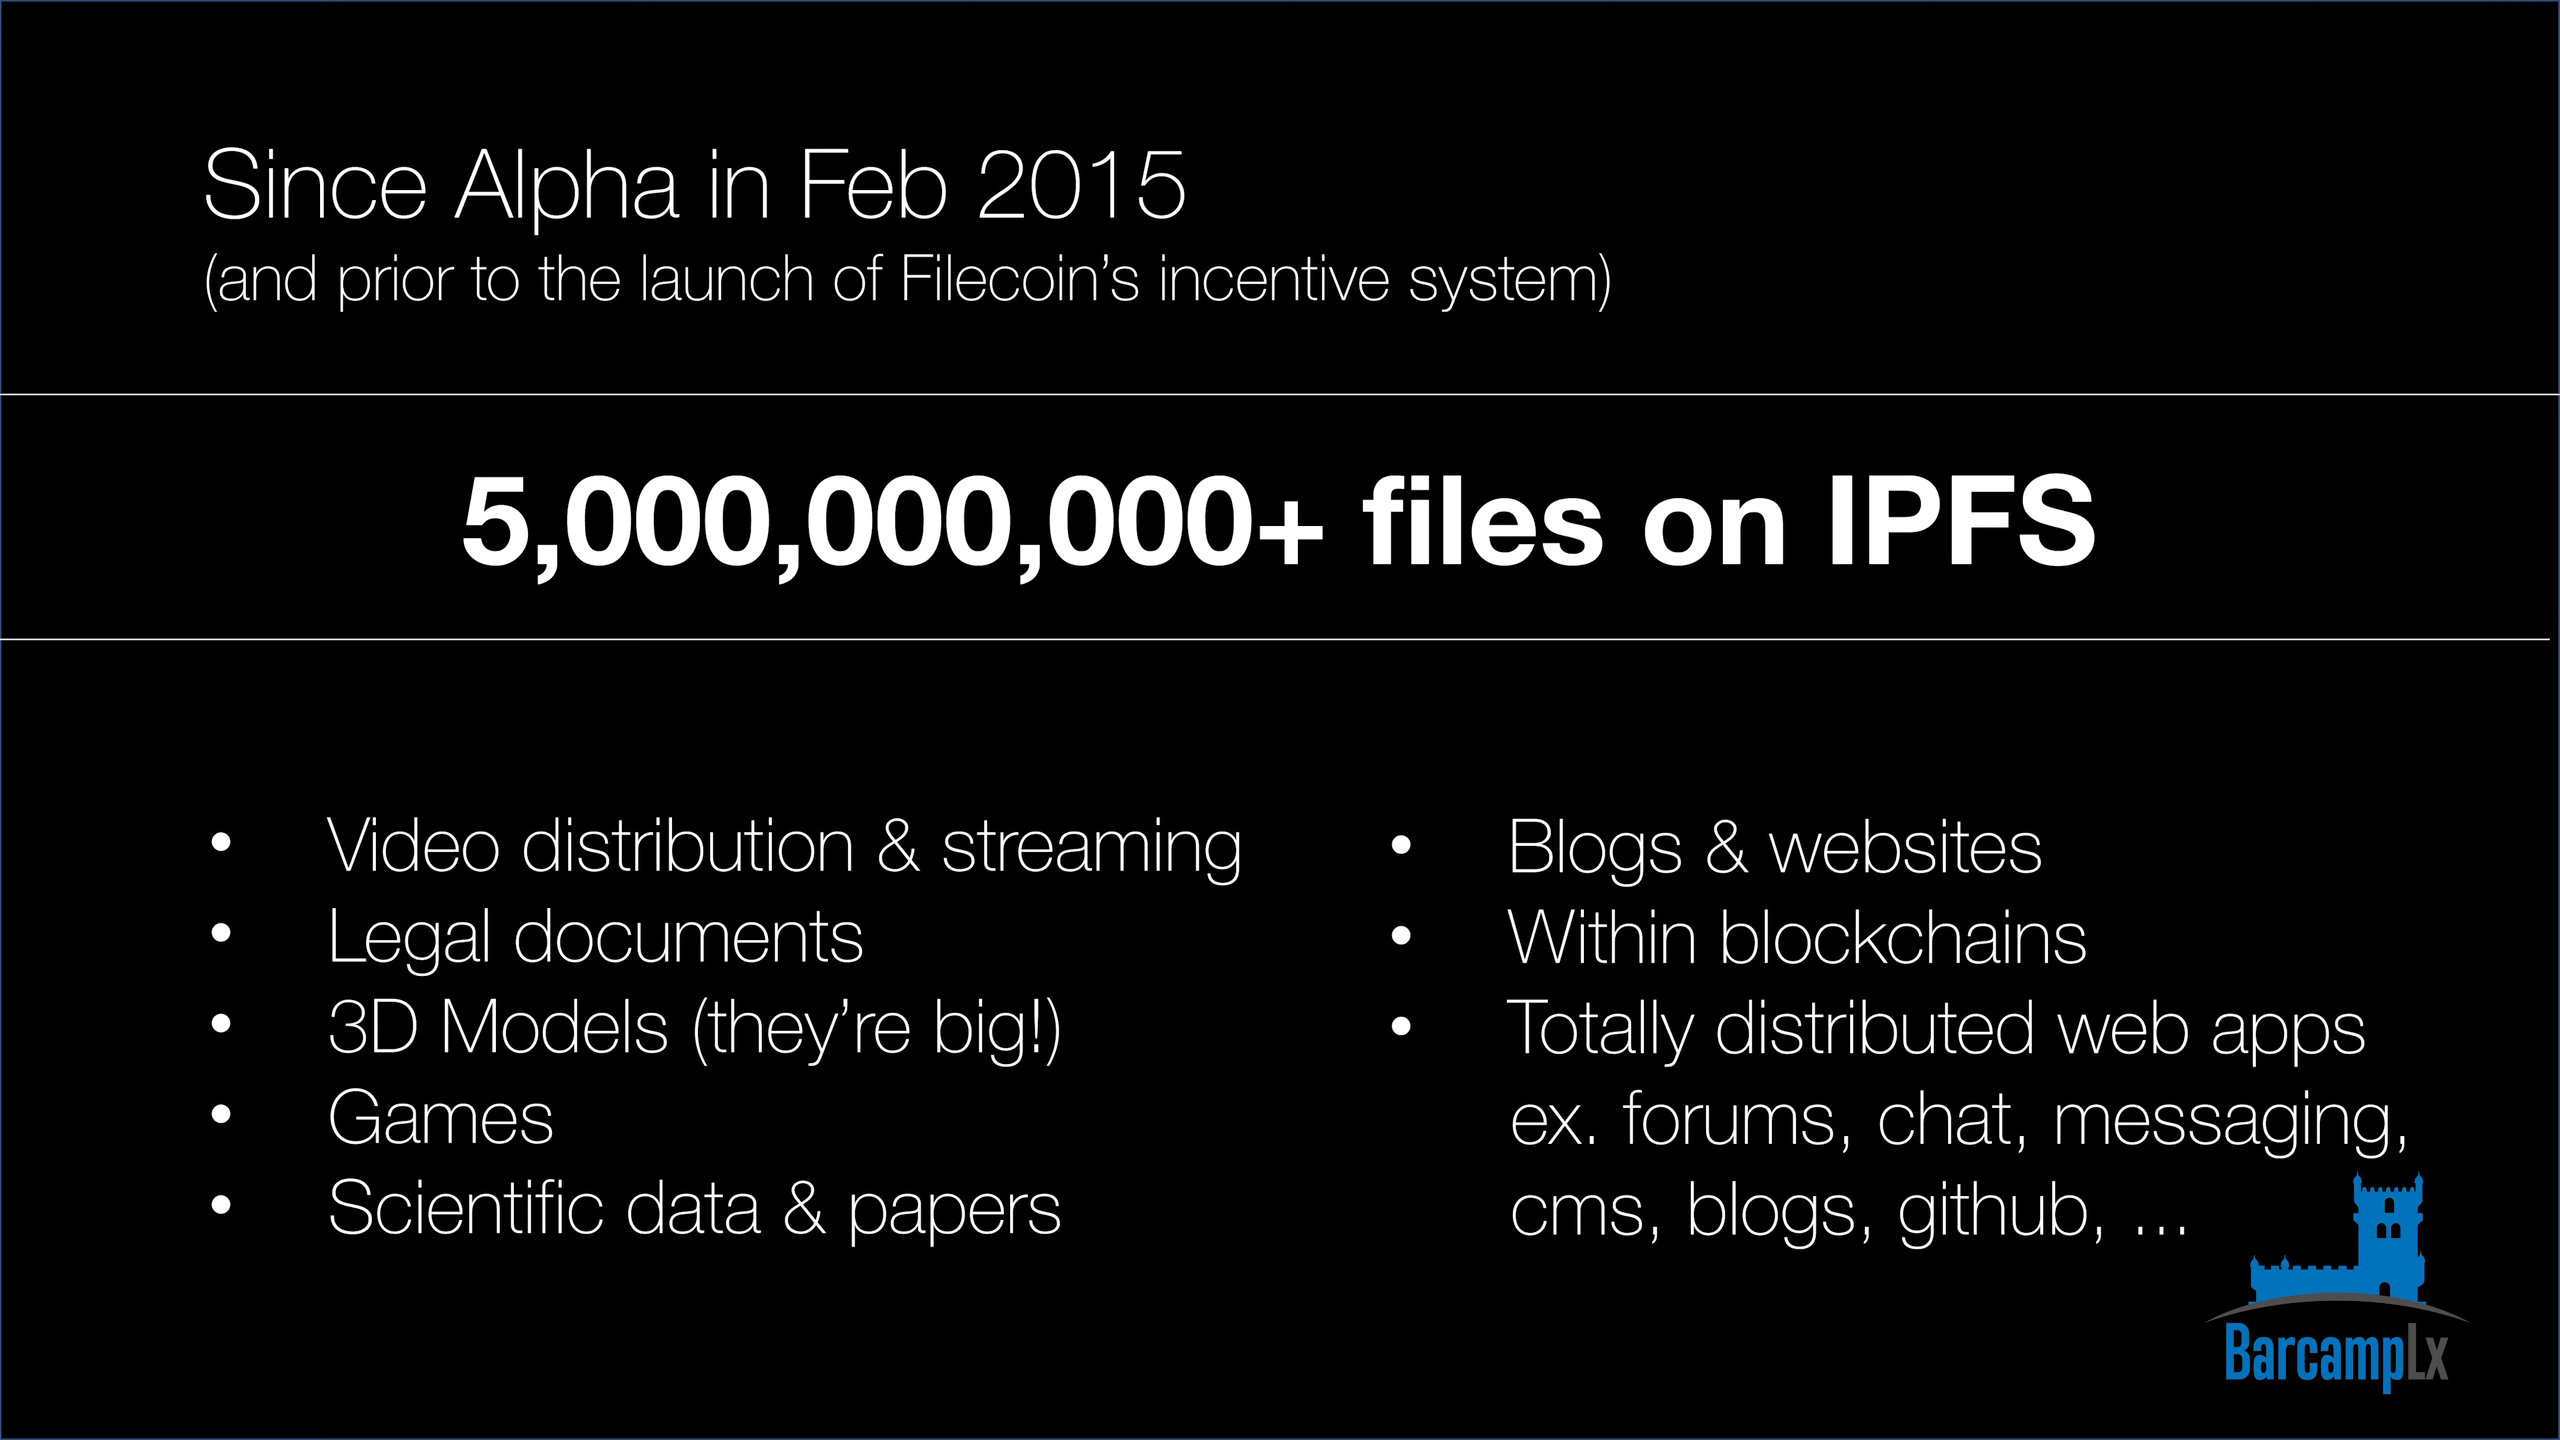 Since Alpha in Feb 2015
(and prior to the launch of Filecoin’s incentive system)
5,000,000,000+ files on IPFS
• Video distribution & streaming
• Legal documents
• 3D Models (they’re big!)
• Games
• Scientific data & papers
• Blogs & websites
• Within blockchains
• Totally distributed web apps
ex. forums, chat, messaging,
cms, blogs, github, ...
BarcampLx